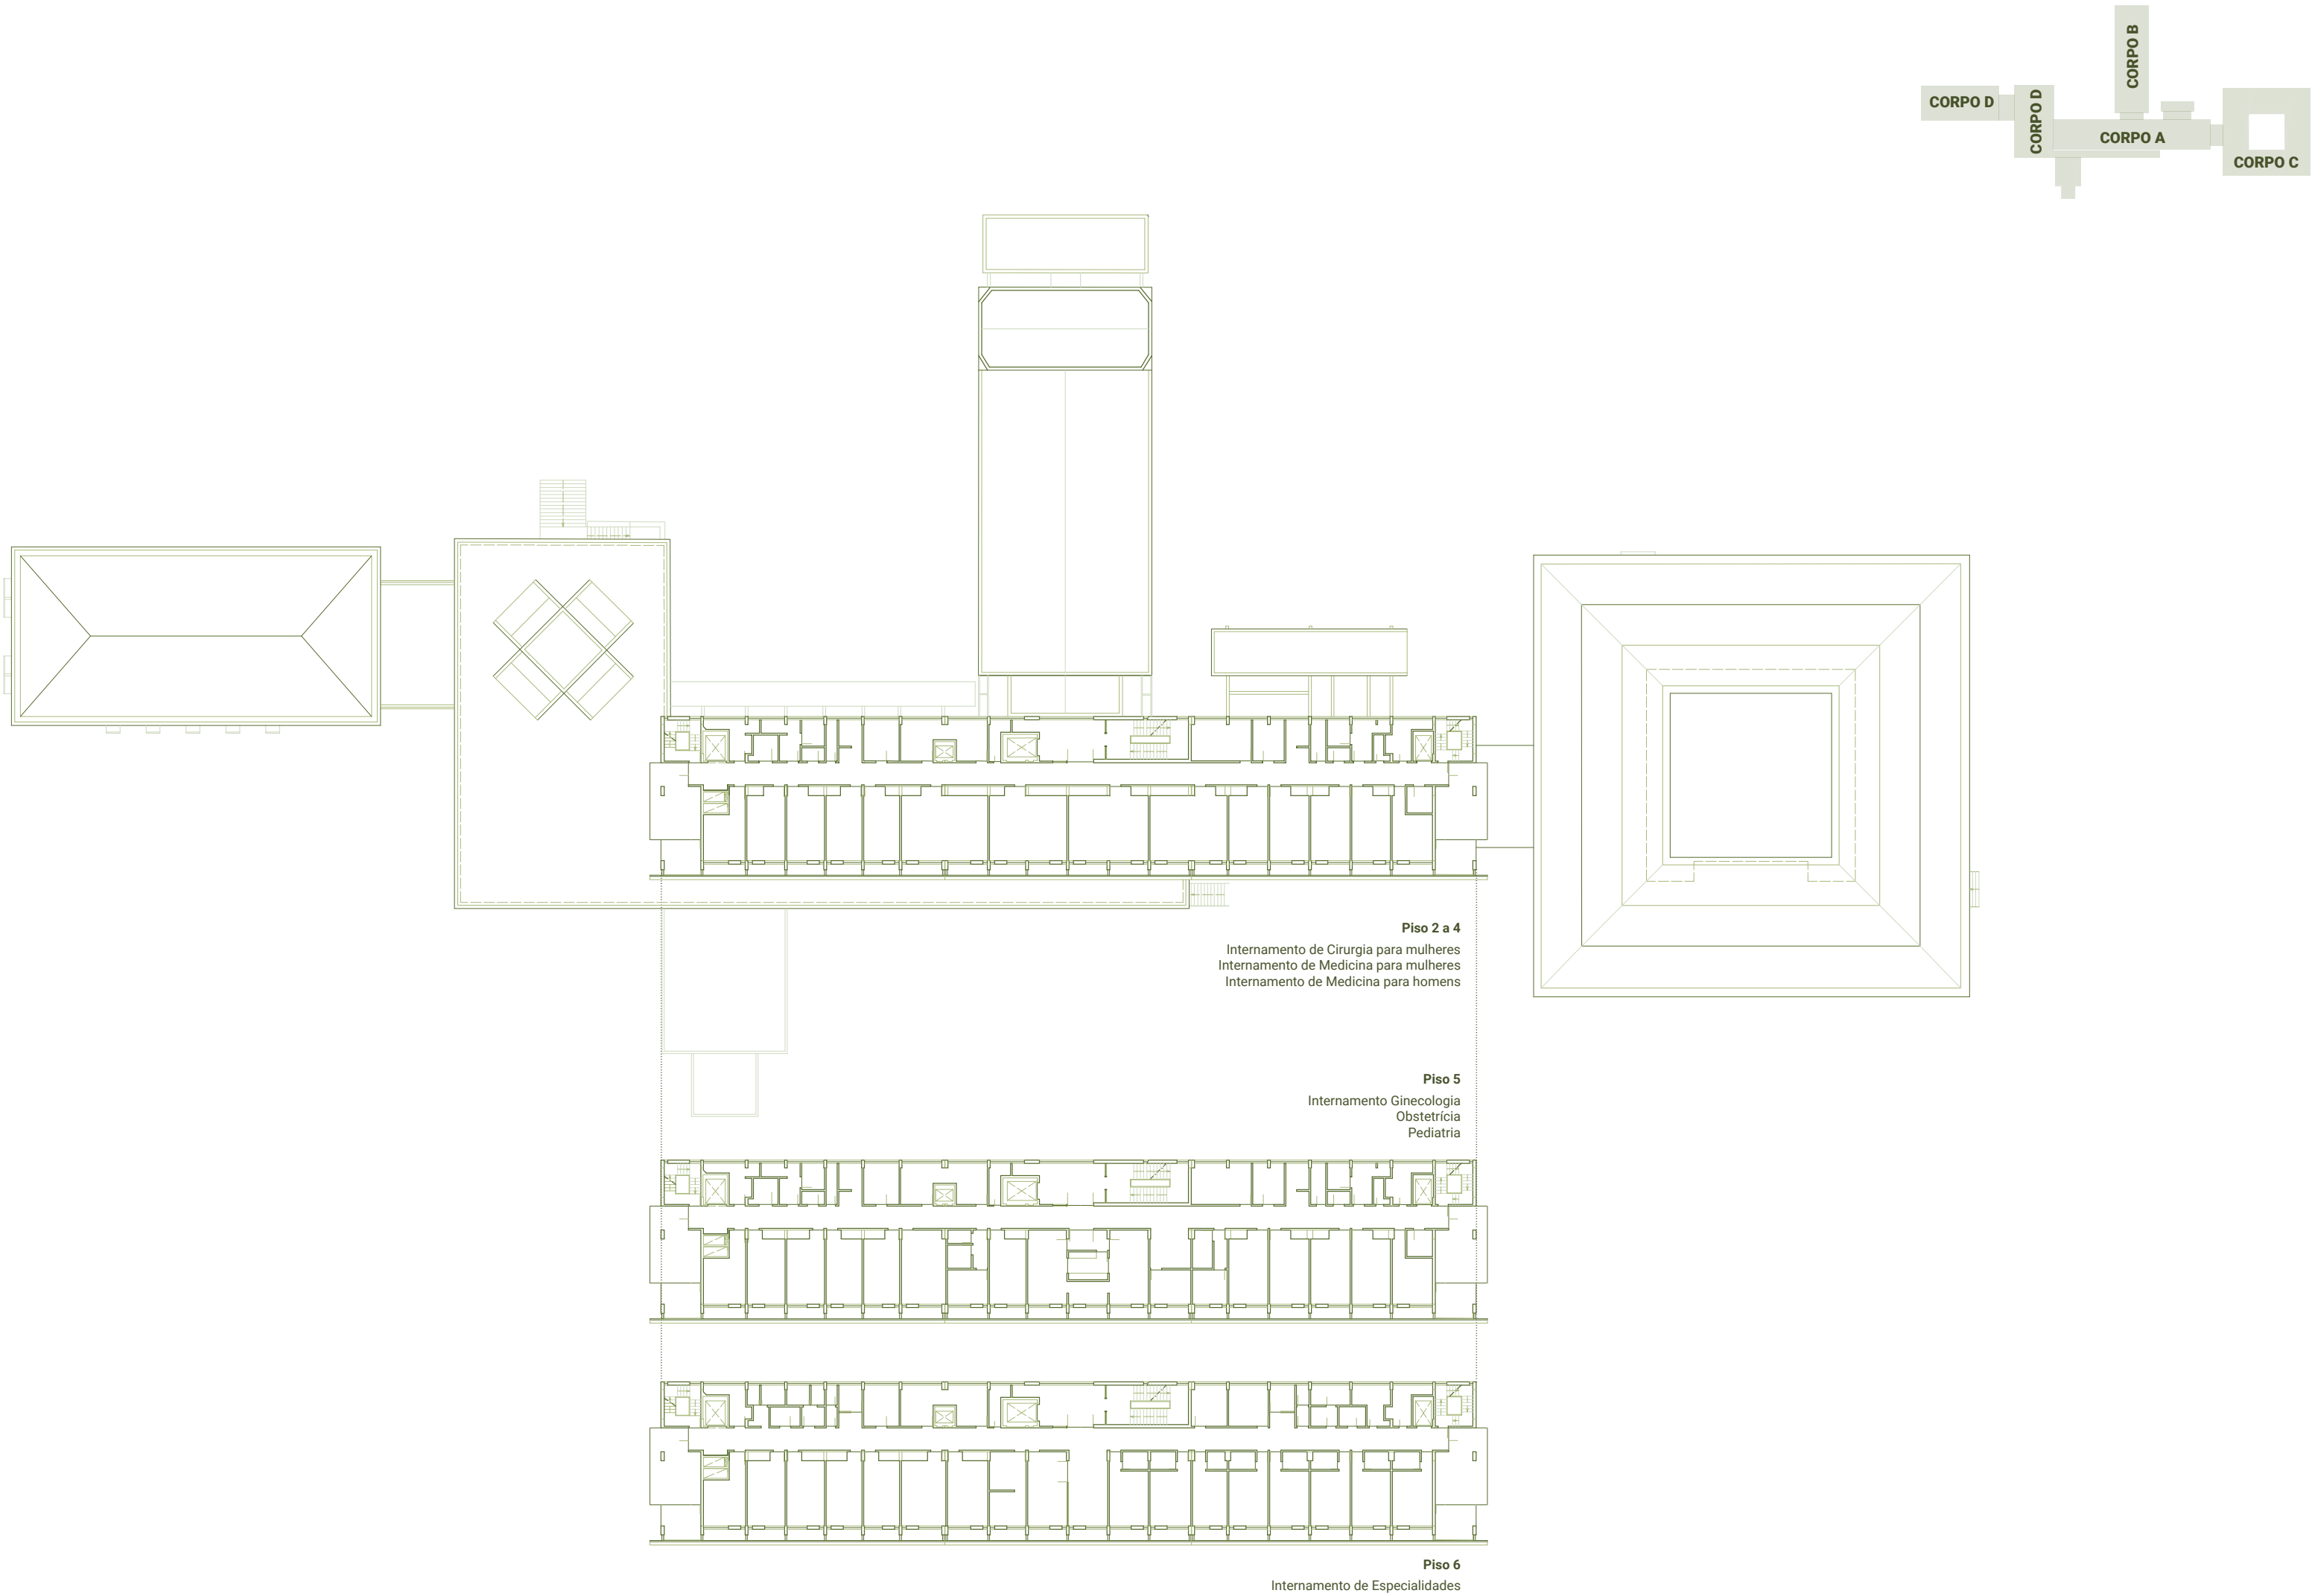 CORPO B
CORPO D
CORPO D
CORPO A
CORPO C
Piso 2 a 4
Internamento de Cirurgia para mulheres
Internamento de Medicina para mulheres
Internamento de Medicina para homens
Piso 5
Internamento Ginecologia
Obstetrícia
Pediatria
Piso 6
Internamento de Especialidades